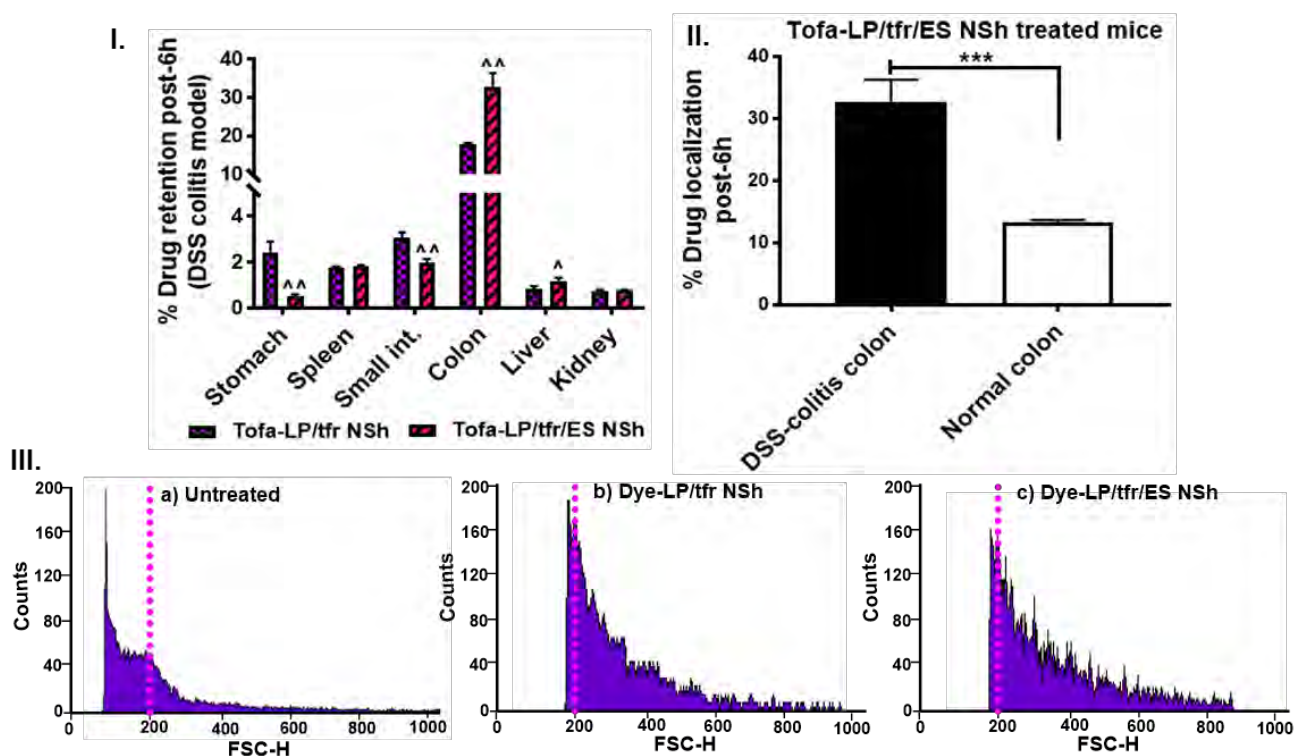 I.
% Drug retention post-6h
(DSS colitis model)
40
30
20
10
4
2
0
^^
^^
^^
^
Stomach
Spleen
Small int.
Colon
Liver
Kidney
Tofa-LP/tfr NSh
Tofa-LP/tfr/ES NSh
II.
Tofa-LP/tfr/ES NSh treated mice
% Drug localization
post-6h
40
30
20
10
0
***
DSS-colitis colon
Normal colon
III.
a) Untreated
Counts
200
160
120
80
40
0
200
400
600
800
1000
FSC-H
b) Dye-LP/tfr NSh
Counts
200
160
120
80
40
0
200
400
600
800
1000
FSC-H
c) Dye-LP/tfr/ES NSh
Counts
200
160
120
80
40
0
200
400
600
800
1000
FSC-H